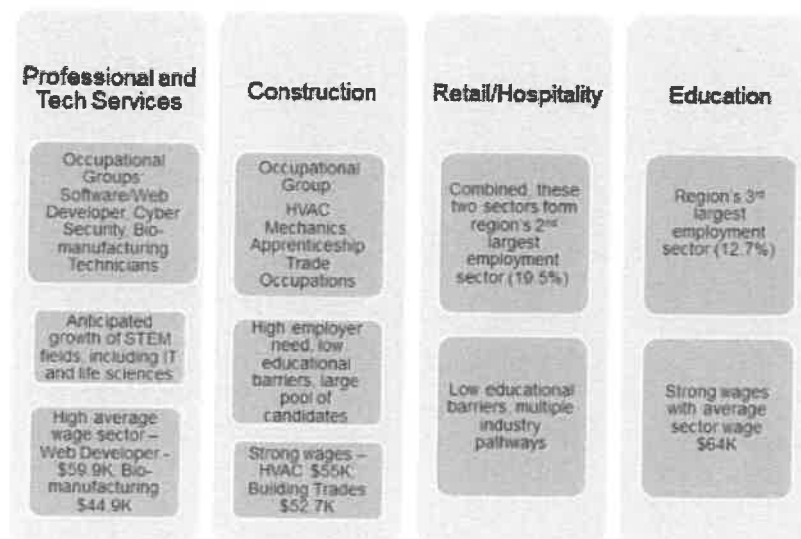 Professional and
Tech Services
Occupational
Groups
Software/Web
Developer, Cyber
Security, Bio-
manufacturing
Technicians
Anticipated
growth of STEM
fields, including IT
and life sciences
High average
wage sector –
Web Developer -
$59.9K, Bio-
manufacturing
$44.9K
Construction
Occupational
Group:
HVAC
Mechanics,
Apprenticeship
Trade
Occupations
High employer
need, low
educational
barriers, large
pool of
candidates
Strong wages –
HVAC $55K
Building Trades
$52.7K
Retail/Hospitality
Combined, these
two sectors form
region's 2nd
largest
employment
sector (19.5%)
Low educational
barriers, multiple
industry
pathways
Education
Region's 3rd
largest
employment
sector (12.7%)
Strong wages
with average
sector wage
$64K